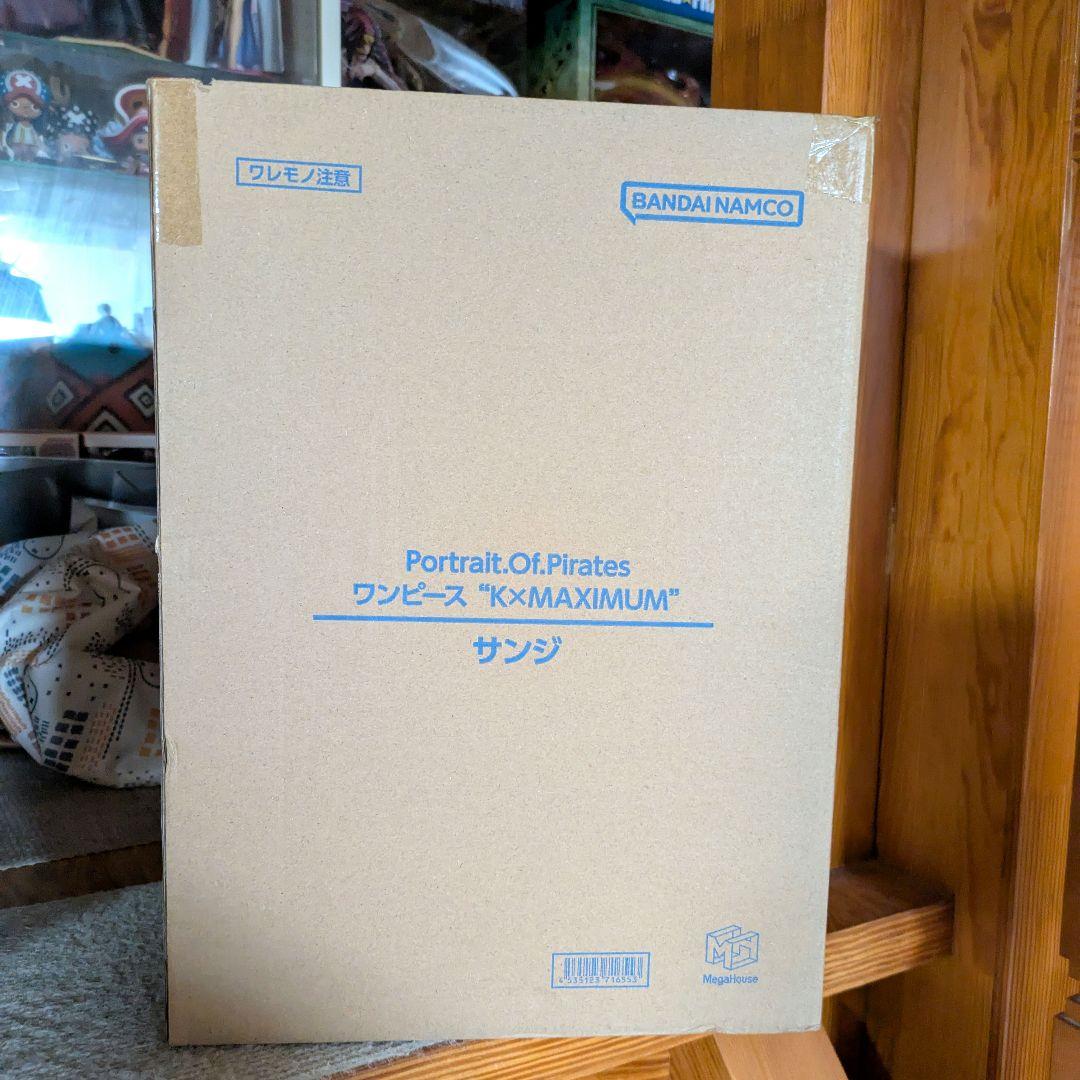 ワレモノ注意
BANDAI NAMCO
Portrait.Of.Pirates
ワンピース “K×MAXIMUM”
サンジ
4535123716553
MegaHouse